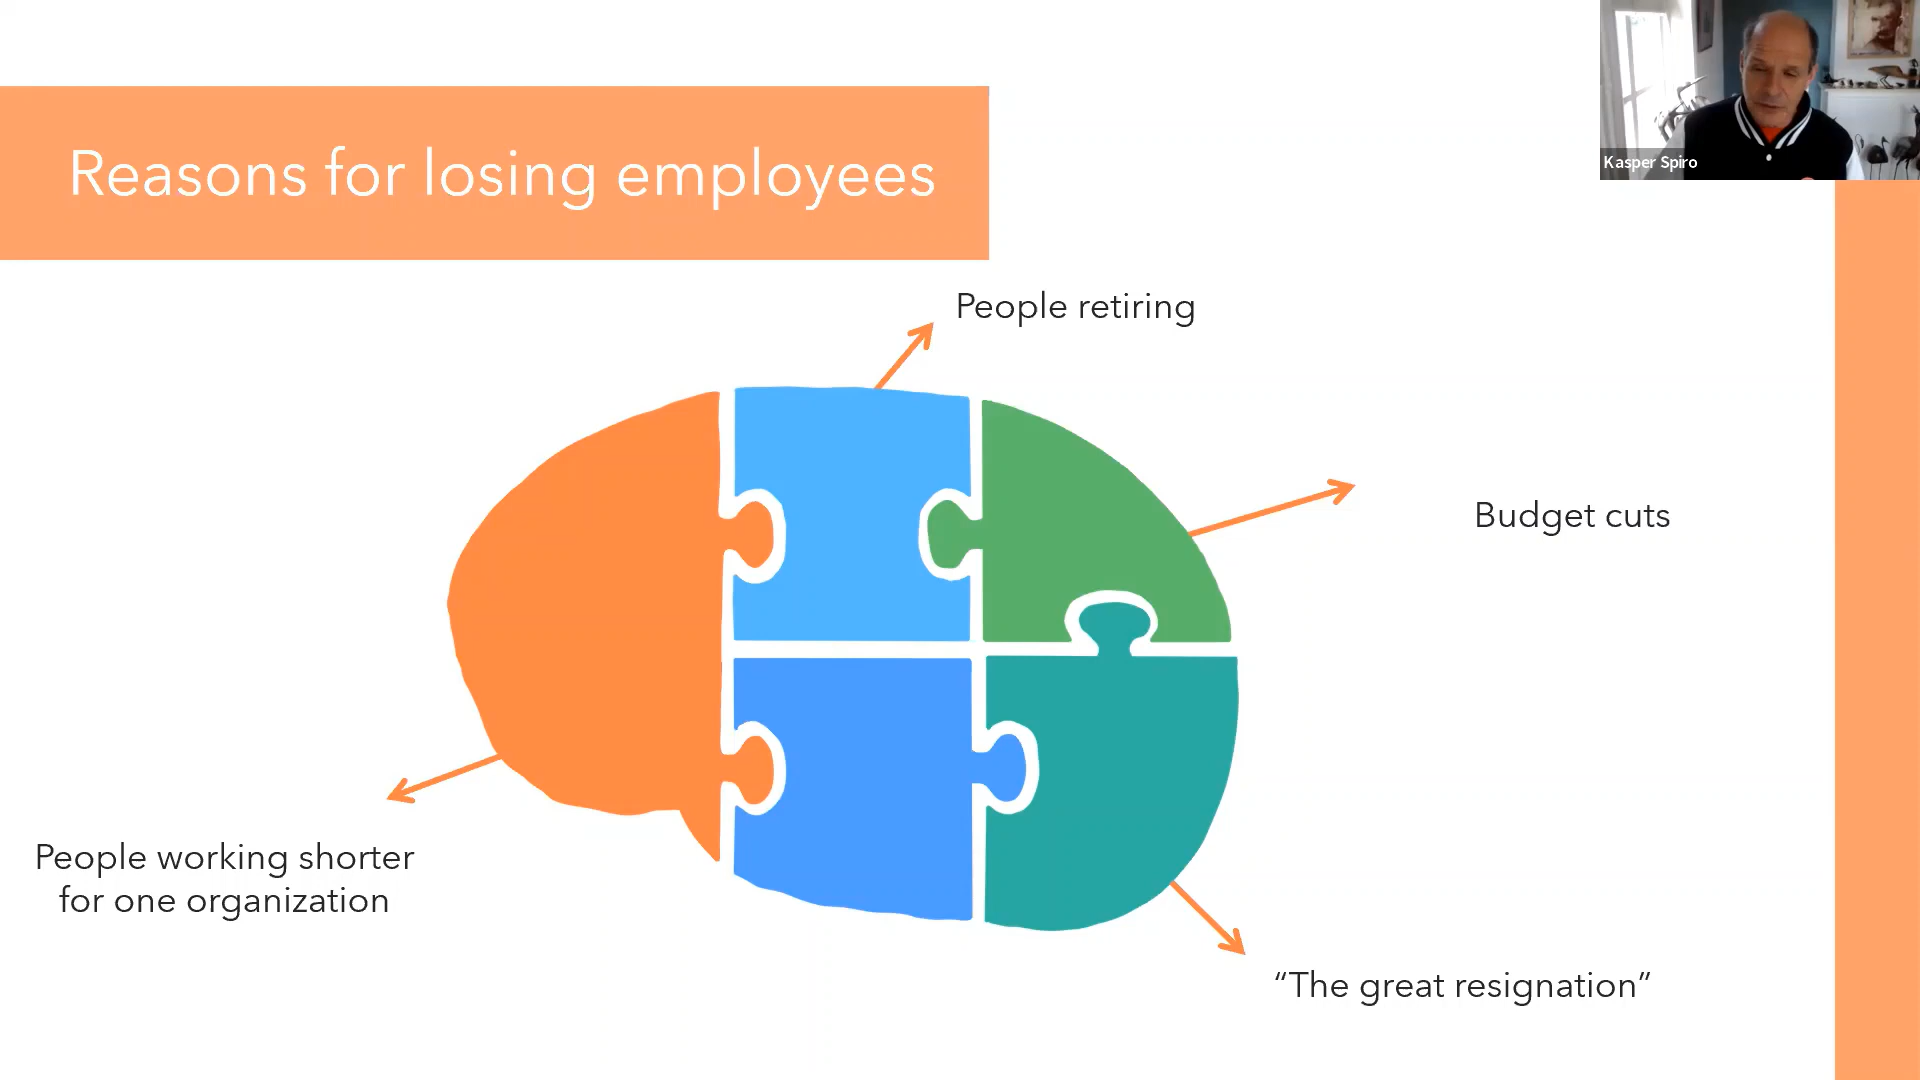 Kasper Spiro
Reasons for losing employees
People retiring
Budget cuts
People working shorter
for one organization
“The great resignation”